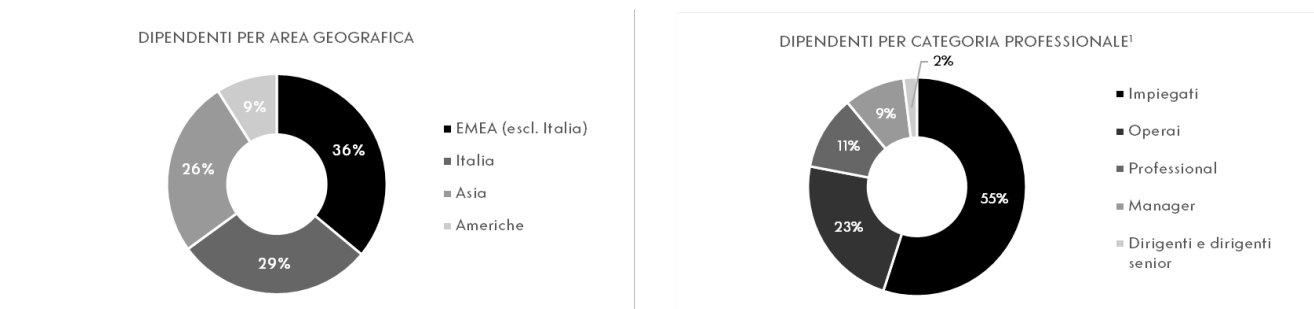 DIPENDENTI PER AREA GEOGRAFICA
9%
36%
26%
29%
EMEA (escl. Italia)
Italia
Asia
Americhe
DIPENDENTI PER CATEGORIA PROFESSIONALE¹
2%
9%
11%
55%
23%
Impiegati
Operai
Professional
Manager
Dirigenti e dirigenti
senior